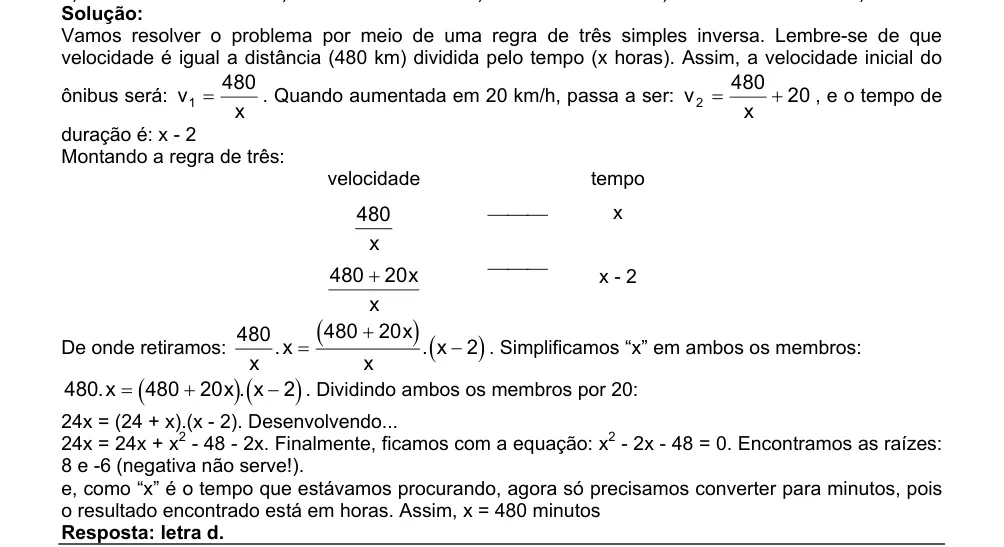 Solução:
Vamos resolver o problema por meio de uma regra de três simples inversa. Lembre-se de que
velocidade é igual a distância (480 km) dividida pelo tempo (x horas). Assim, a velocidade inicial do
ônibus será: v₁ = 480/x . Quando aumentada em 20 km/h, passa a ser: v₂ = 480/x + 20 , e o tempo de
duração é: x - 2
Montando a regra de três:
velocidade tempo
480/x ——— x
(480 + 20x)/x ——— x - 2
De onde retiramos: 480/x . x = (480 + 20x)/x . (x − 2) . Simplificamos “x” em ambos os membros:
480.x = (480 + 20x).(x − 2) . Dividindo ambos os membros por 20:
24x = (24 + x).(x - 2). Desenvolvendo...
24x = 24x + x² - 48 - 2x. Finalmente, ficamos com a equação: x² - 2x - 48 = 0. Encontramos as raízes:
8 e -6 (negativa não serve!).
e, como “x” é o tempo que estávamos procurando, agora só precisamos converter para minutos, pois
o resultado encontrado está em horas. Assim, x = 480 minutos
Resposta: letra d.